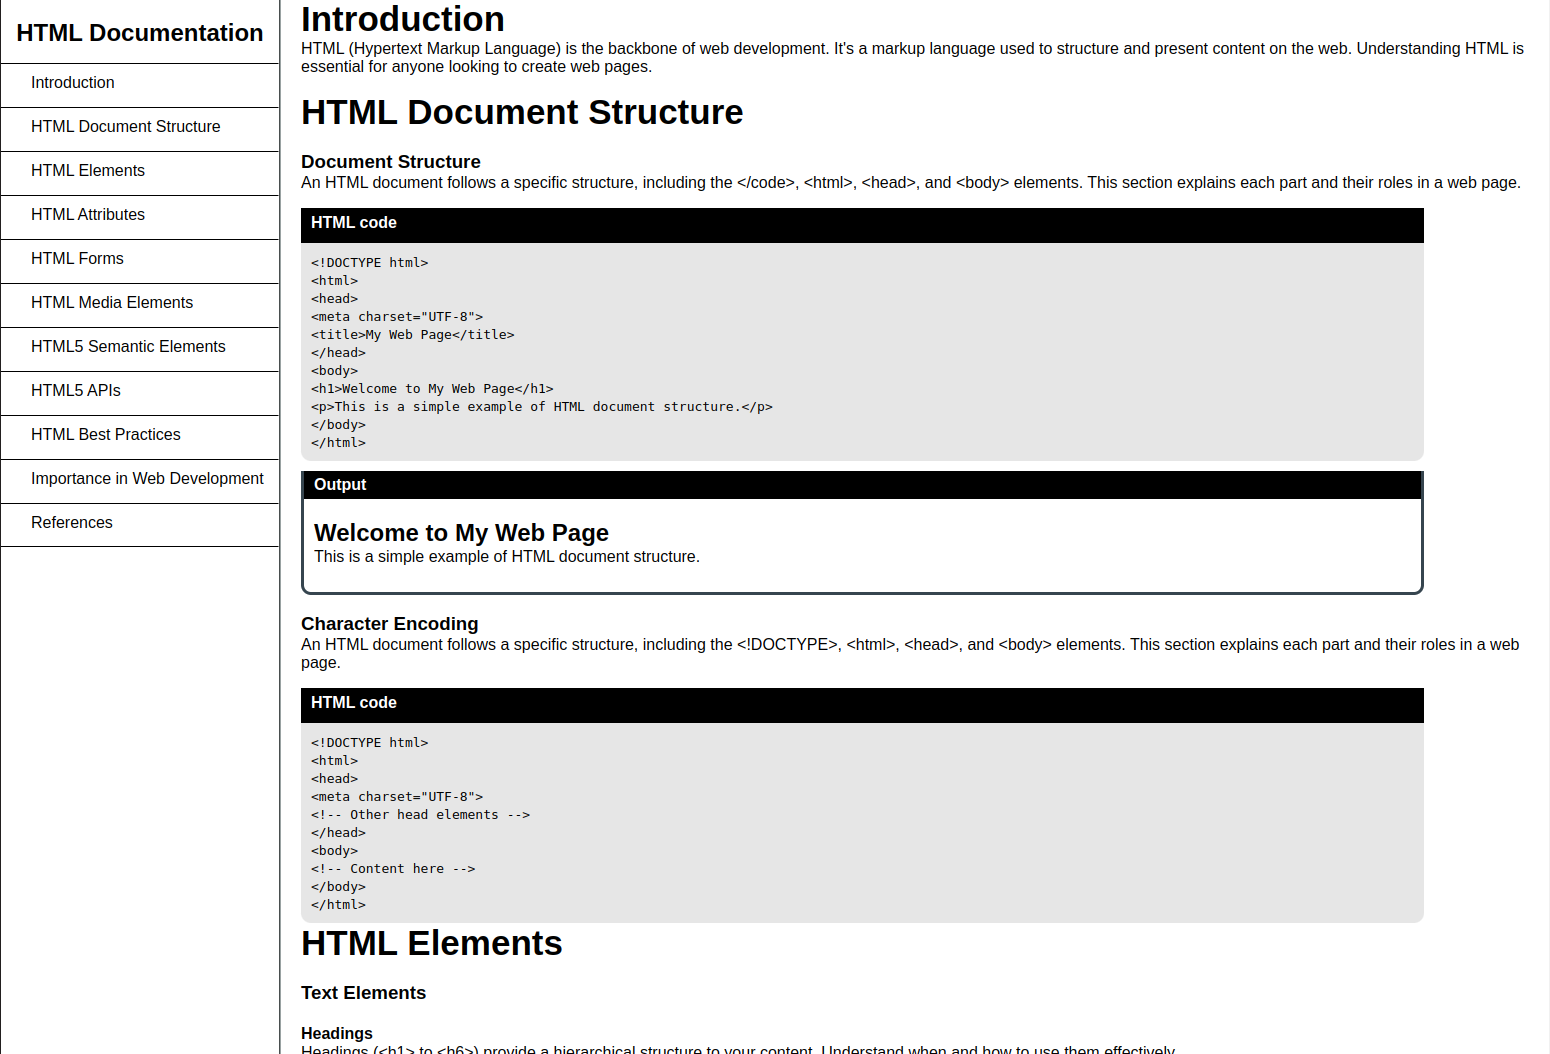 HTML Documentation
Introduction
HTML Document Structure
HTML Elements
HTML Attributes
HTML Forms
HTML Media Elements
HTML5 Semantic Elements
HTML5 APIs
HTML Best Practices
Importance in Web Development
References
Introduction
HTML (Hypertext Markup Language) is the backbone of web development. It's a markup language used to structure and present content on the web. Understanding HTML is
essential for anyone looking to create web pages.
HTML Document Structure
Document Structure
An HTML document follows a specific structure, including the </code>, <html>, <head>, and <body> elements. This section explains each part and their roles in a web page.
HTML code
<!DOCTYPE html>
<html>
<head>
<meta charset="UTF-8">
<title>My Web Page</title>
</head>
<body>
<h1>Welcome to My Web Page</h1>
<p>This is a simple example of HTML document structure.</p>
</body>
</html>
Output
Welcome to My Web Page
This is a simple example of HTML document structure.
Character Encoding
An HTML document follows a specific structure, including the <!DOCTYPE>, <html>, <head>, and <body> elements. This section explains each part and their roles in a web
page.
HTML code
<!DOCTYPE html>
<html>
<head>
<meta charset="UTF-8">
<!-- Other head elements -->
</head>
<body>
<!-- Content here -->
</body>
</html>
HTML Elements
Text Elements
Headings
Headings (<h1> to <h6>) provide a hierarchical structure to your content. Understand when and how to use them effectively.